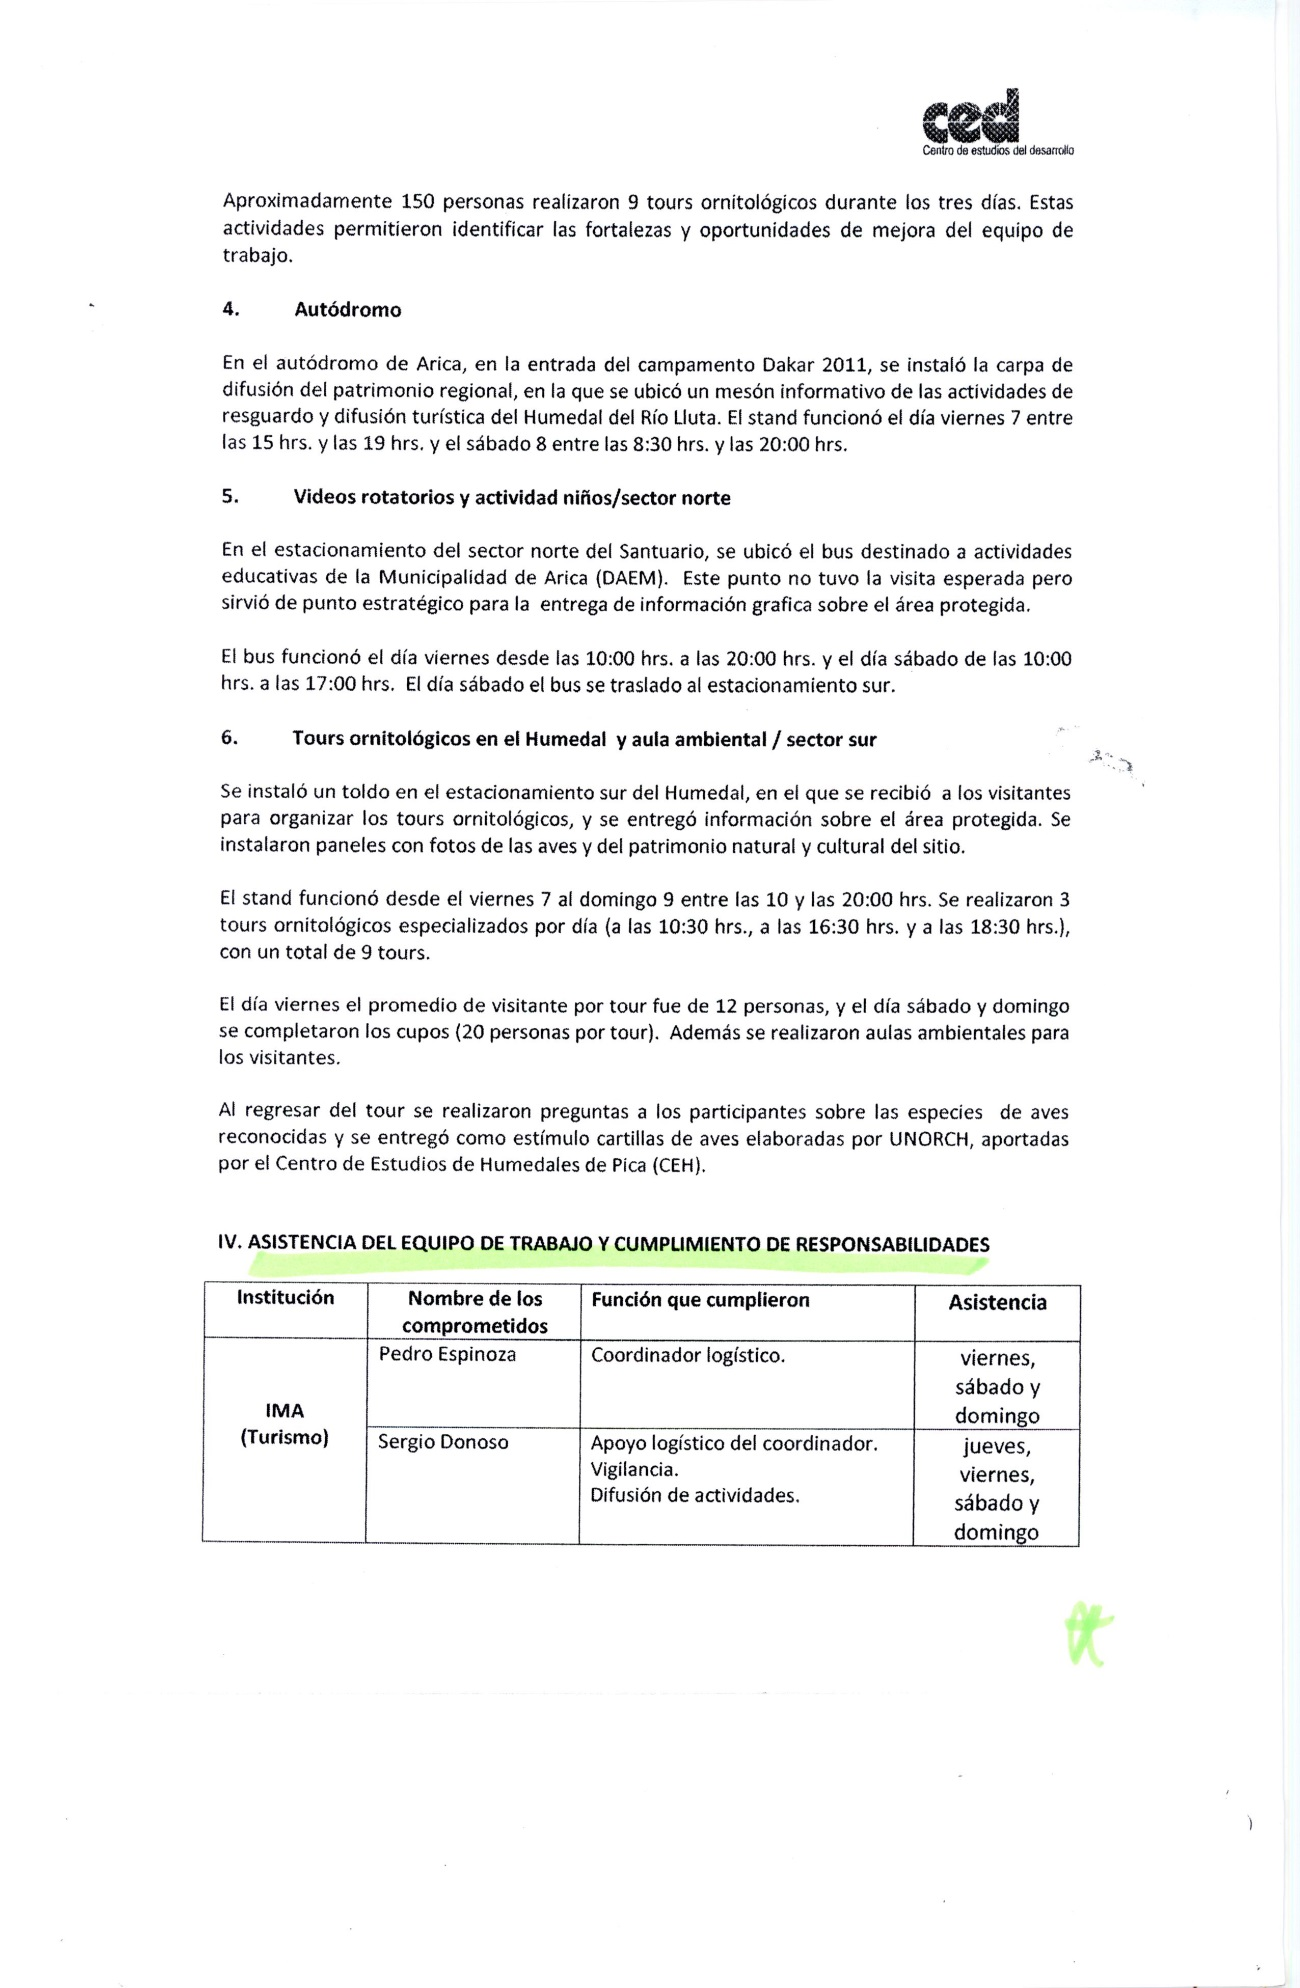 ced
Centro de estudios del desarrollo
Aproximadamente 150 personas realizaron 9 tours ornitológicos durante los tres días. Estas
actividades permitieron identificar las fortalezas y oportunidades de mejora del equipo de
trabajo.
4. Autódromo
En el autódromo de Arica, en la entrada del campamento Dakar 2011, se instaló la carpa de
difusión del patrimonio regional, en la que se ubicó un mesón informativo de las actividades de
resguardo y difusión turística del Humedal del Río Lluta. El stand funcionó el día viernes 7 entre
las 15 hrs. y las 19 hrs. y el sábado 8 entre las 8:30 hrs. y las 20:00 hrs.
5. Videos rotatorios y actividad niños/sector norte
En el estacionamiento del sector norte del Santuario, se ubicó el bus destinado a actividades
educativas de la Municipalidad de Arica (DAEM). Este punto no tuvo la visita esperada pero
sirvió de punto estratégico para la entrega de información grafica sobre el área protegida.
El bus funcionó el día viernes desde las 10:00 hrs. a las 20:00 hrs. y el día sábado de las 10:00
hrs. a las 17:00 hrs. El día sábado el bus se traslado al estacionamiento sur.
6. Tours ornitológicos en el Humedal y aula ambiental / sector sur
Se instaló un toldo en el estacionamiento sur del Humedal, en el que se recibió a los visitantes
para organizar los tours ornitológicos, y se entregó información sobre el área protegida. Se
instalaron paneles con fotos de las aves y del patrimonio natural y cultural del sitio.
El stand funcionó desde el viernes 7 al domingo 9 entre las 10 y las 20:00 hrs. Se realizaron 3
tours ornitológicos especializados por día (a las 10:30 hrs., a las 16:30 hrs. y a las 18:30 hrs.),
con un total de 9 tours.
El día viernes el promedio de visitante por tour fue de 12 personas, y el día sábado y domingo
se completaron los cupos (20 personas por tour). Además se realizaron aulas ambientales para
los visitantes.
Al regresar del tour se realizaron preguntas a los participantes sobre las especies de aves
reconocidas y se entregó como estímulo cartillas de aves elaboradas por UNORCH, aportadas
por el Centro de Estudios de Humedales de Pica (CEH).
IV. ASISTENCIA DEL EQUIPO DE TRABAJO Y CUMPLIMIENTO DE RESPONSABILIDADES
Institución Nombre de los Función que cumplieron Asistencia
comprometidos
Pedro Espinoza Coordinador logístico. viernes,
sábado y
domingo
IMA
(Turismo)
Sergio Donoso Apoyo logístico del coordinador. jueves,
Vigilancia. viernes,
Difusión de actividades. sábado y
domingo